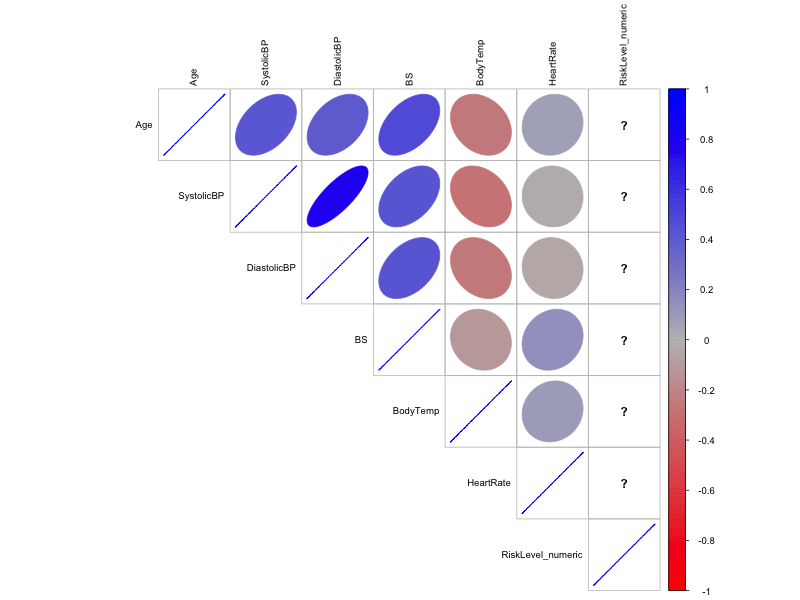 Age
SystolicBP
DiastolicBP
BS
BodyTemp
HeartRate
RiskLevel_numeric
Age
?
1
SystolicBP
?
0.8
0.6
DiastolicBP
?
0.4
0.2
BS
?
0
-0.2
BodyTemp
?
-0.4
HeartRate
?
-0.6
RiskLevel_numeric
-0.8
-1